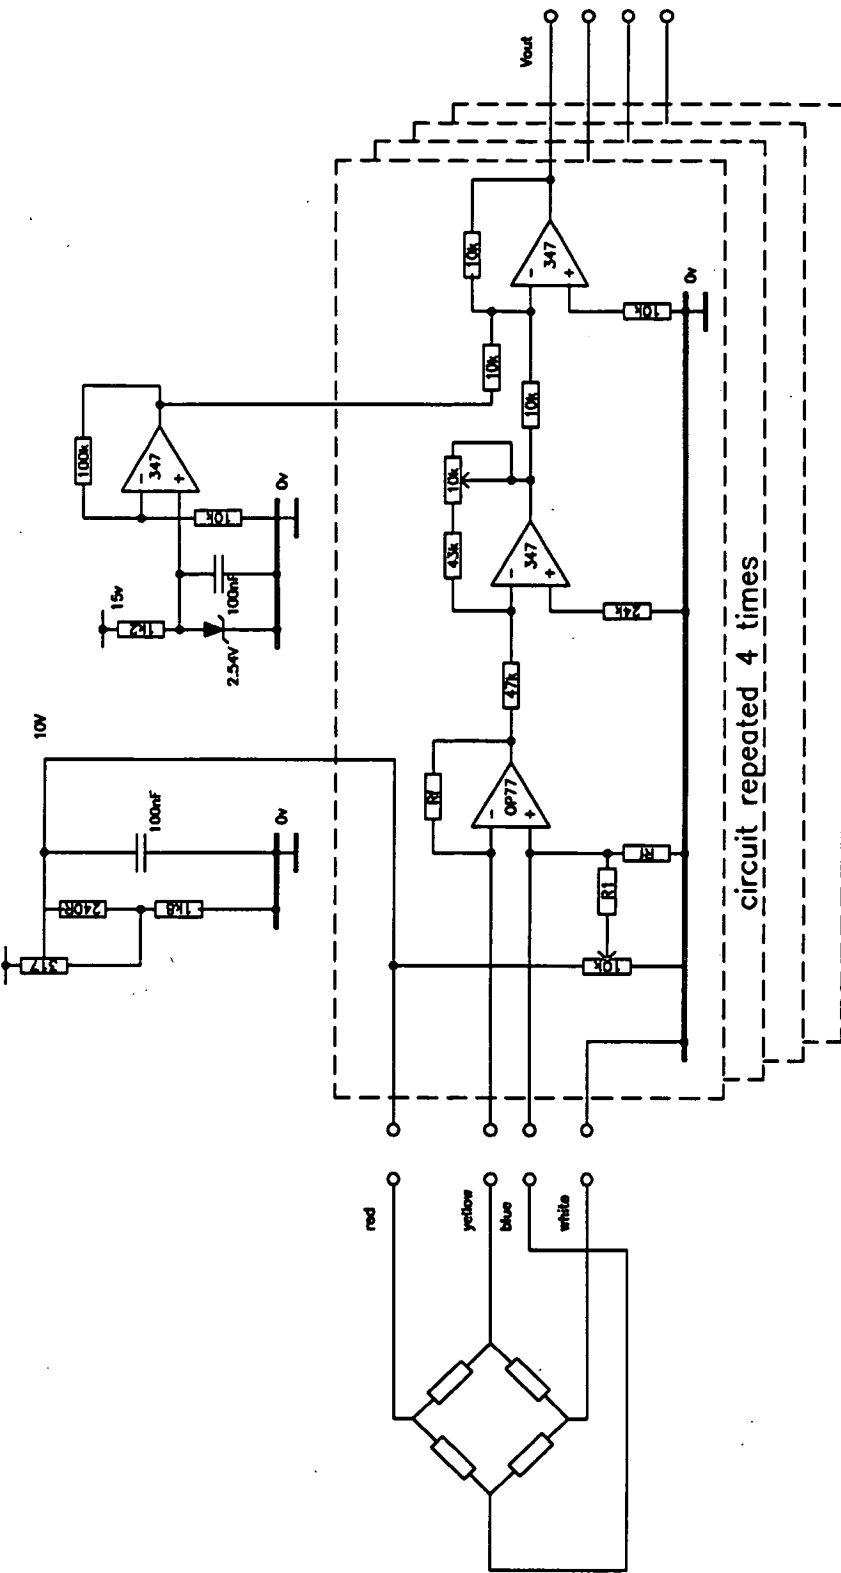 317
240R
1k8
100nF
0v
10V
15v
1k2
2.54V
100nF
10k
0v
100k
-
+
347
red
yellow
blue
white
10k
R1
Rf
Rf
-
+
OP77
47k
43k
10k
-
+
347
24k
10k
10k
10k
-
+
347
10k
0v
Vout
circuit repeated 4 times